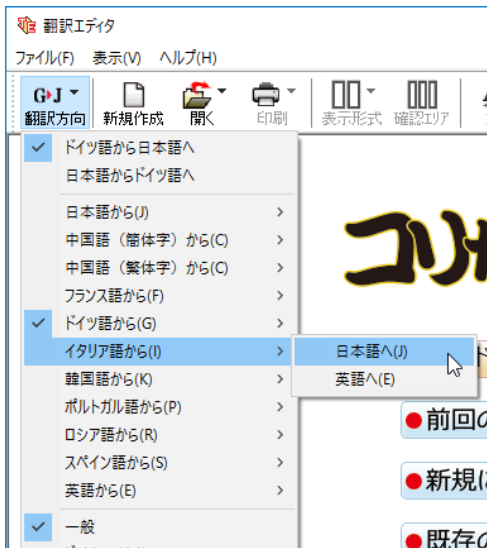 翻訳エディタ
ファイル(F) 表示(V) ヘルプ(H)
G▸J
翻訳方向 新規作成 開く 印刷 表示形式 確認エリア
ドイツ語から日本語へ
日本語からドイツ語へ
日本語から(J)
中国語（簡体字）から(C)
中国語（繁体字）から(C)
フランス語から(F)
ドイツ語から(G)
イタリア語から(I)
日本語へ(J)
英語へ(E)
韓国語から(K)
ポルトガル語から(P)
ロシア語から(R)
スペイン語から(S)
英語から(E)
一般
コリ
前回の
新規に
既存の